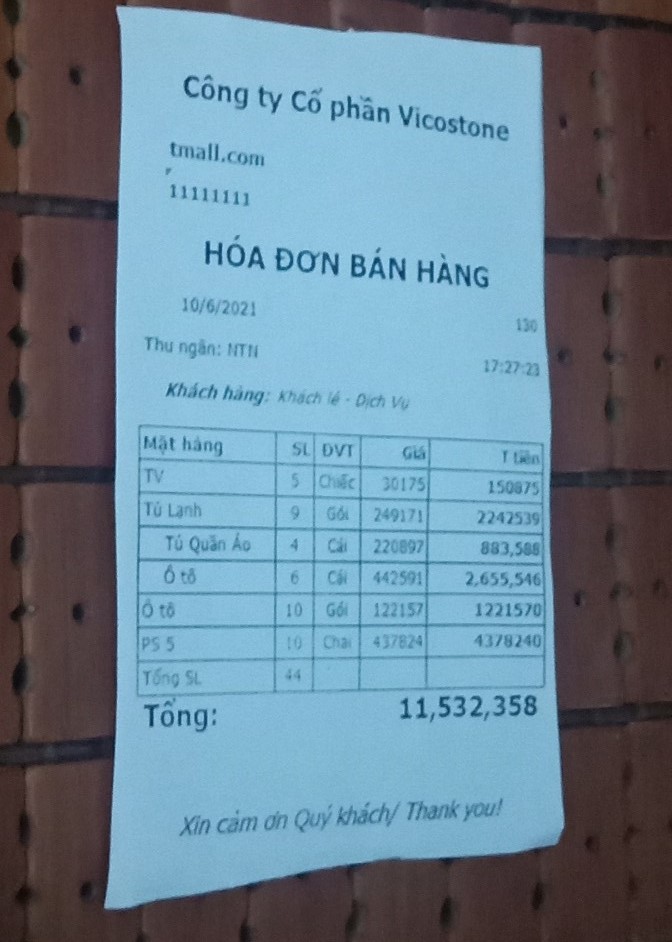 Công ty Cổ phần Vicostone
tmall.com
11111111
HÓA ĐƠN BÁN HÀNG
10/6/2021 130
Thu ngân: NTN 17:27:23
Khách hàng: Khách lẻ - Dịch Vụ
Mặt hàng SL ĐVT Giá T tiền
TV 5 Chiếc 30175 150875
Tủ Lạnh 9 Gói 249171 2242539
Tủ Quần Áo 4 Cái 220897 883,588
Ô tô 6 Cái 442591 2,655,546
Ô tô 10 Gói 122157 1221570
PS 5 10 Chai 437824 4378240
Tổng SL 44
Tổng: 11,532,358
Xin cảm ơn Quý khách/ Thank you!